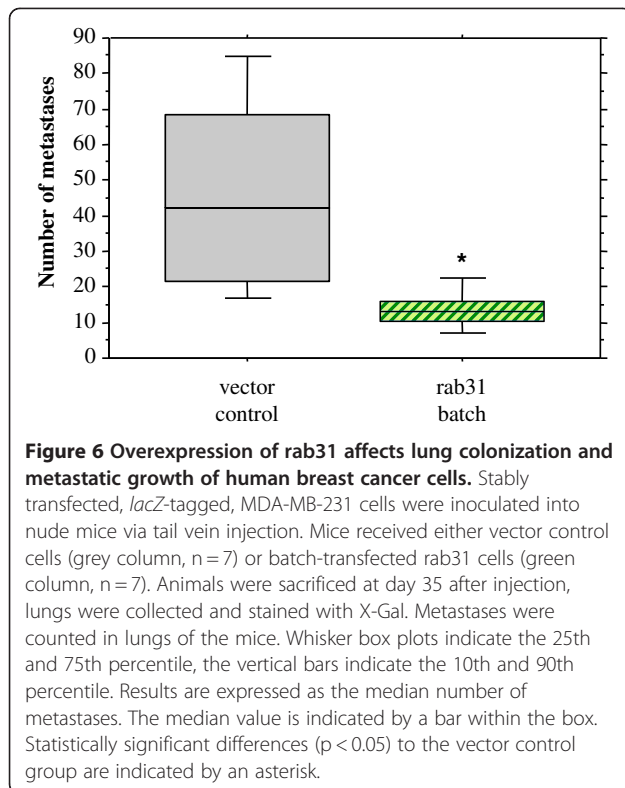 90
80
70
60
50
40
30
20
10
0
Number of metastases
*
vector
control
rab31
batch
Figure 6 Overexpression of rab31 affects lung colonization and
metastatic growth of human breast cancer cells. Stably
transfected, lacZ-tagged, MDA-MB-231 cells were inoculated into
nude mice via tail vein injection. Mice received either vector control
cells (grey column, n = 7) or batch-transfected rab31 cells (green
column, n = 7). Animals were sacrificed at day 35 after injection,
lungs were collected and stained with X-Gal. Metastases were
counted in lungs of the mice. Whisker box plots indicate the 25th
and 75th percentile, the vertical bars indicate the 10th and 90th
percentile. Results are expressed as the median number of
metastases. The median value is indicated by a bar within the box.
Statistically significant differences (p < 0.05) to the vector control
group are indicated by an asterisk.